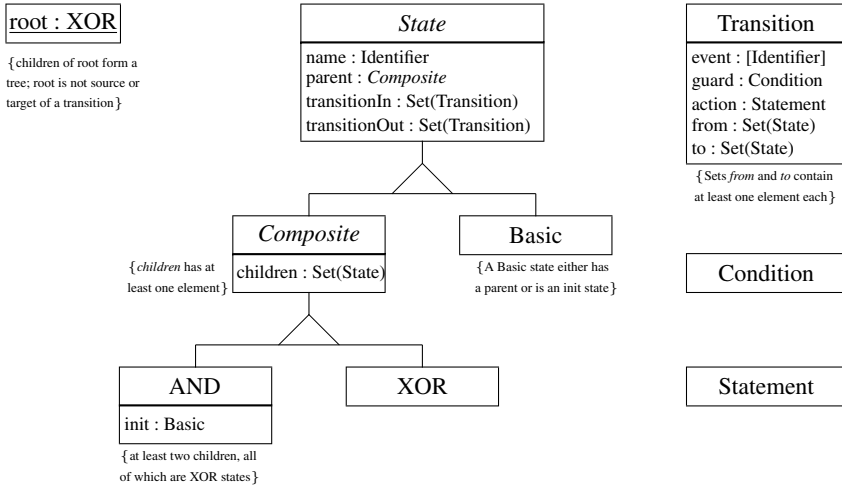 root : XOR
{children of root form a
tree; root is not source or
target of a transition}
State
name : Identifier
parent : Composite
transitionIn : Set(Transition)
transitionOut : Set(Transition)
Transition
event : [Identifier]
guard : Condition
action : Statement
from : Set(State)
to : Set(State)
{Sets from and to contain
at least one element each}
Composite
children : Set(State)
{children has at
least one element}
Basic
{A Basic state either has
a parent or is an init state}
Condition
AND
init : Basic
{at least two children, all
of which are XOR states}
XOR
Statement